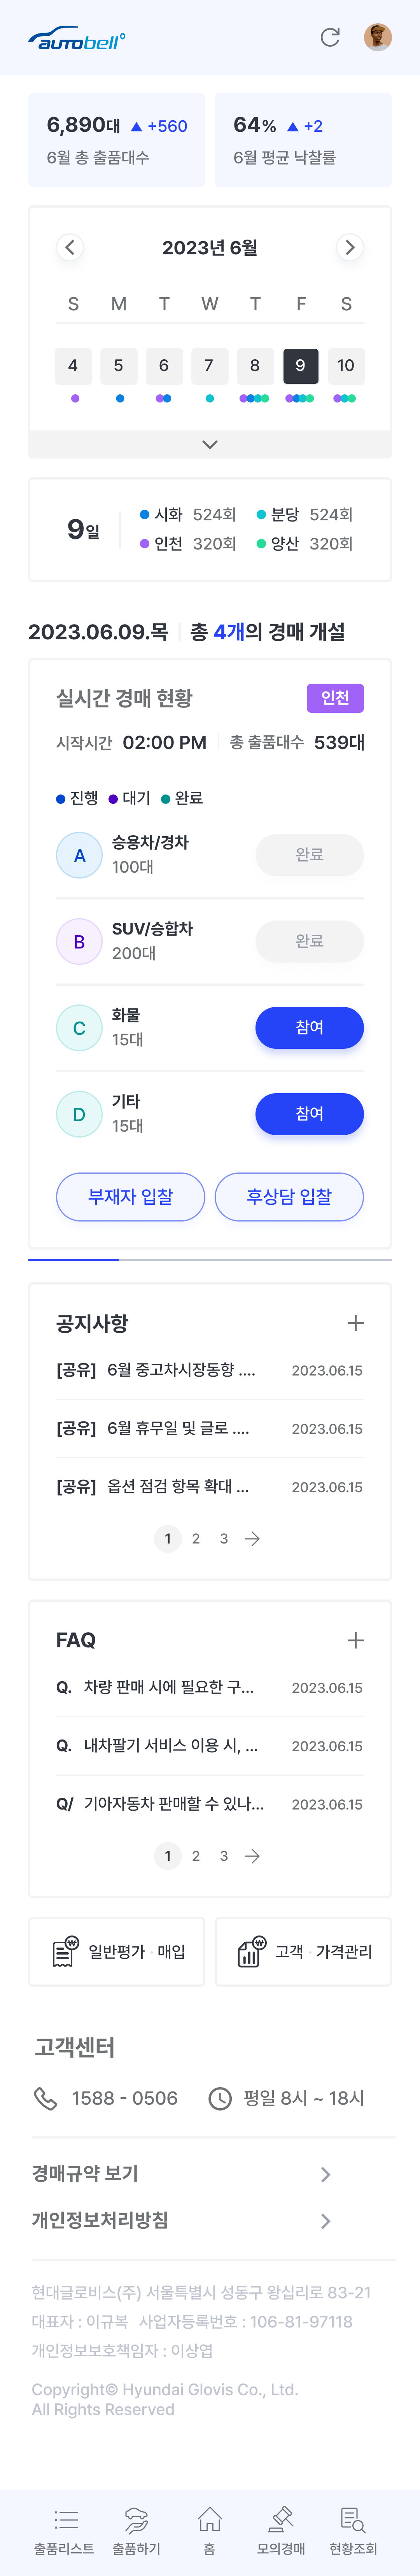 autobell
6,890대 ▲ +560
6월 총 출품대수
64% ▲ +2
6월 평균 낙찰률
2023년 6월
S M T W T F S
4 5 6 7 8 9 10
9일
시화 524회 분당 524회
인천 320회 양산 320회
2023.06.09.목 총 4개의 경매 개설
실시간 경매 현황 인천
시작시간 02:00 PM 총 출품대수 539대
진행 대기 완료
A 승용차/경차
100대
완료
B SUV/승합차
200대
완료
C 화물
15대
참여
D 기타
15대
참여
부재자 입찰 후상담 입찰
공지사항
[공유] 6월 중고차시장동향 .... 2023.06.15
[공유] 6월 휴무일 및 글로 .... 2023.06.15
[공유] 옵션 점검 항목 확대 ... 2023.06.15
1 2 3
FAQ
Q. 차량 판매 시에 필요한 구... 2023.06.15
Q. 내차팔기 서비스 이용 시, ... 2023.06.15
Q/ 기아자동차 판매할 수 있나... 2023.06.15
1 2 3
일반평가 · 매입 고객 · 가격관리
고객센터
1588 - 0506 평일 8시 ~ 18시
경매규약 보기
개인정보처리방침
현대글로비스(주) 서울특별시 성동구 왕십리로 83-21
대표자 : 이규복 사업자등록번호 : 106-81-97118
개인정보보호책임자 : 이상엽
Copyright© Hyundai Glovis Co., Ltd.
All Rights Reserved
출품리스트 출품하기 홈 모의경매 현황조회